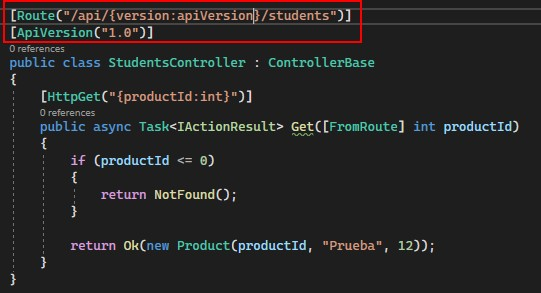 [Route("/api/{version:apiVersion}/students")]
[ApiVersion("1.0")]
0 references
public class StudentsController : ControllerBase
{
[HttpGet("{productId:int}")]
0 references
public async Task<IActionResult> Get([FromRoute] int productId)
{
if (productId <= 0)
{
return NotFound();
}
return Ok(new Product(productId, "Prueba", 12));
}
}